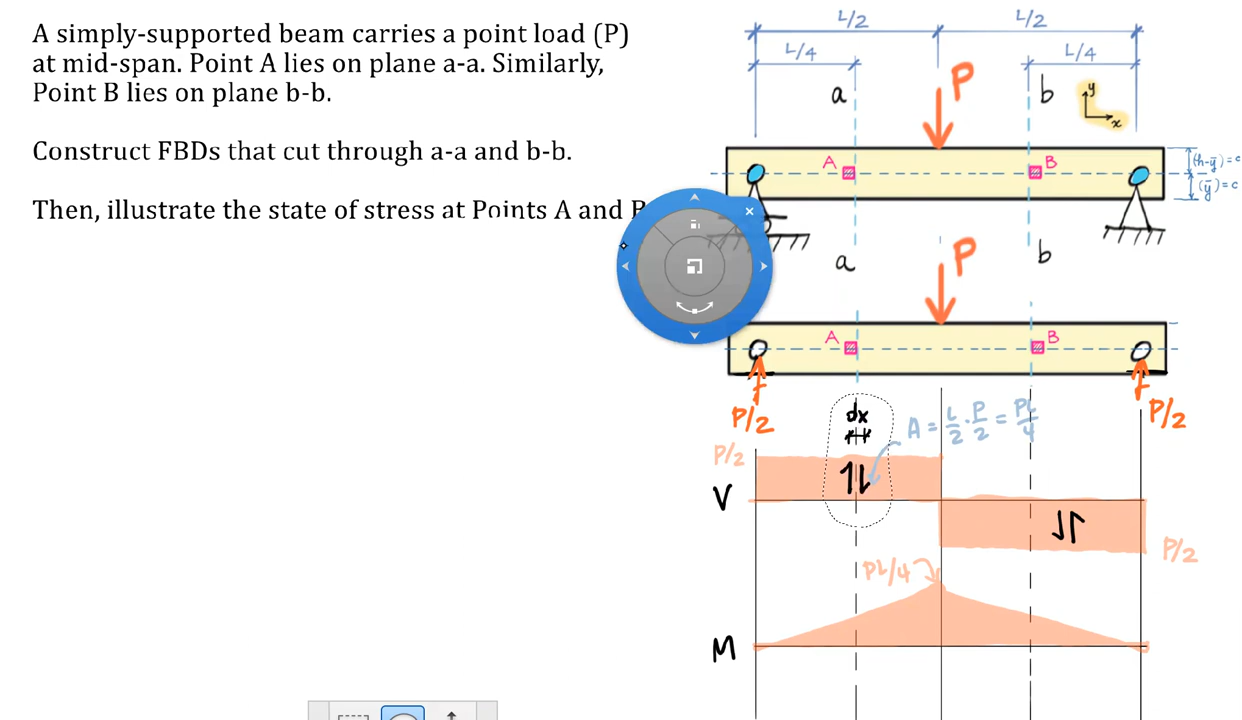 A simply-supported beam carries a point load (P)
at mid-span. Point A lies on plane a-a. Similarly,
Point B lies on plane b-b.
Construct FBDs that cut through a-a and b-b.
Then, illustrate the state of stress at Points A and B
L/2 L/2
L/4 L/4
a P b y
x
A B (h-ȳ)=c
(ȳ)=c
a P b
A B
P/2 P/2
dx A = L/2 · P/2 = PL/4
P/2
V
P/2
PL/4
M